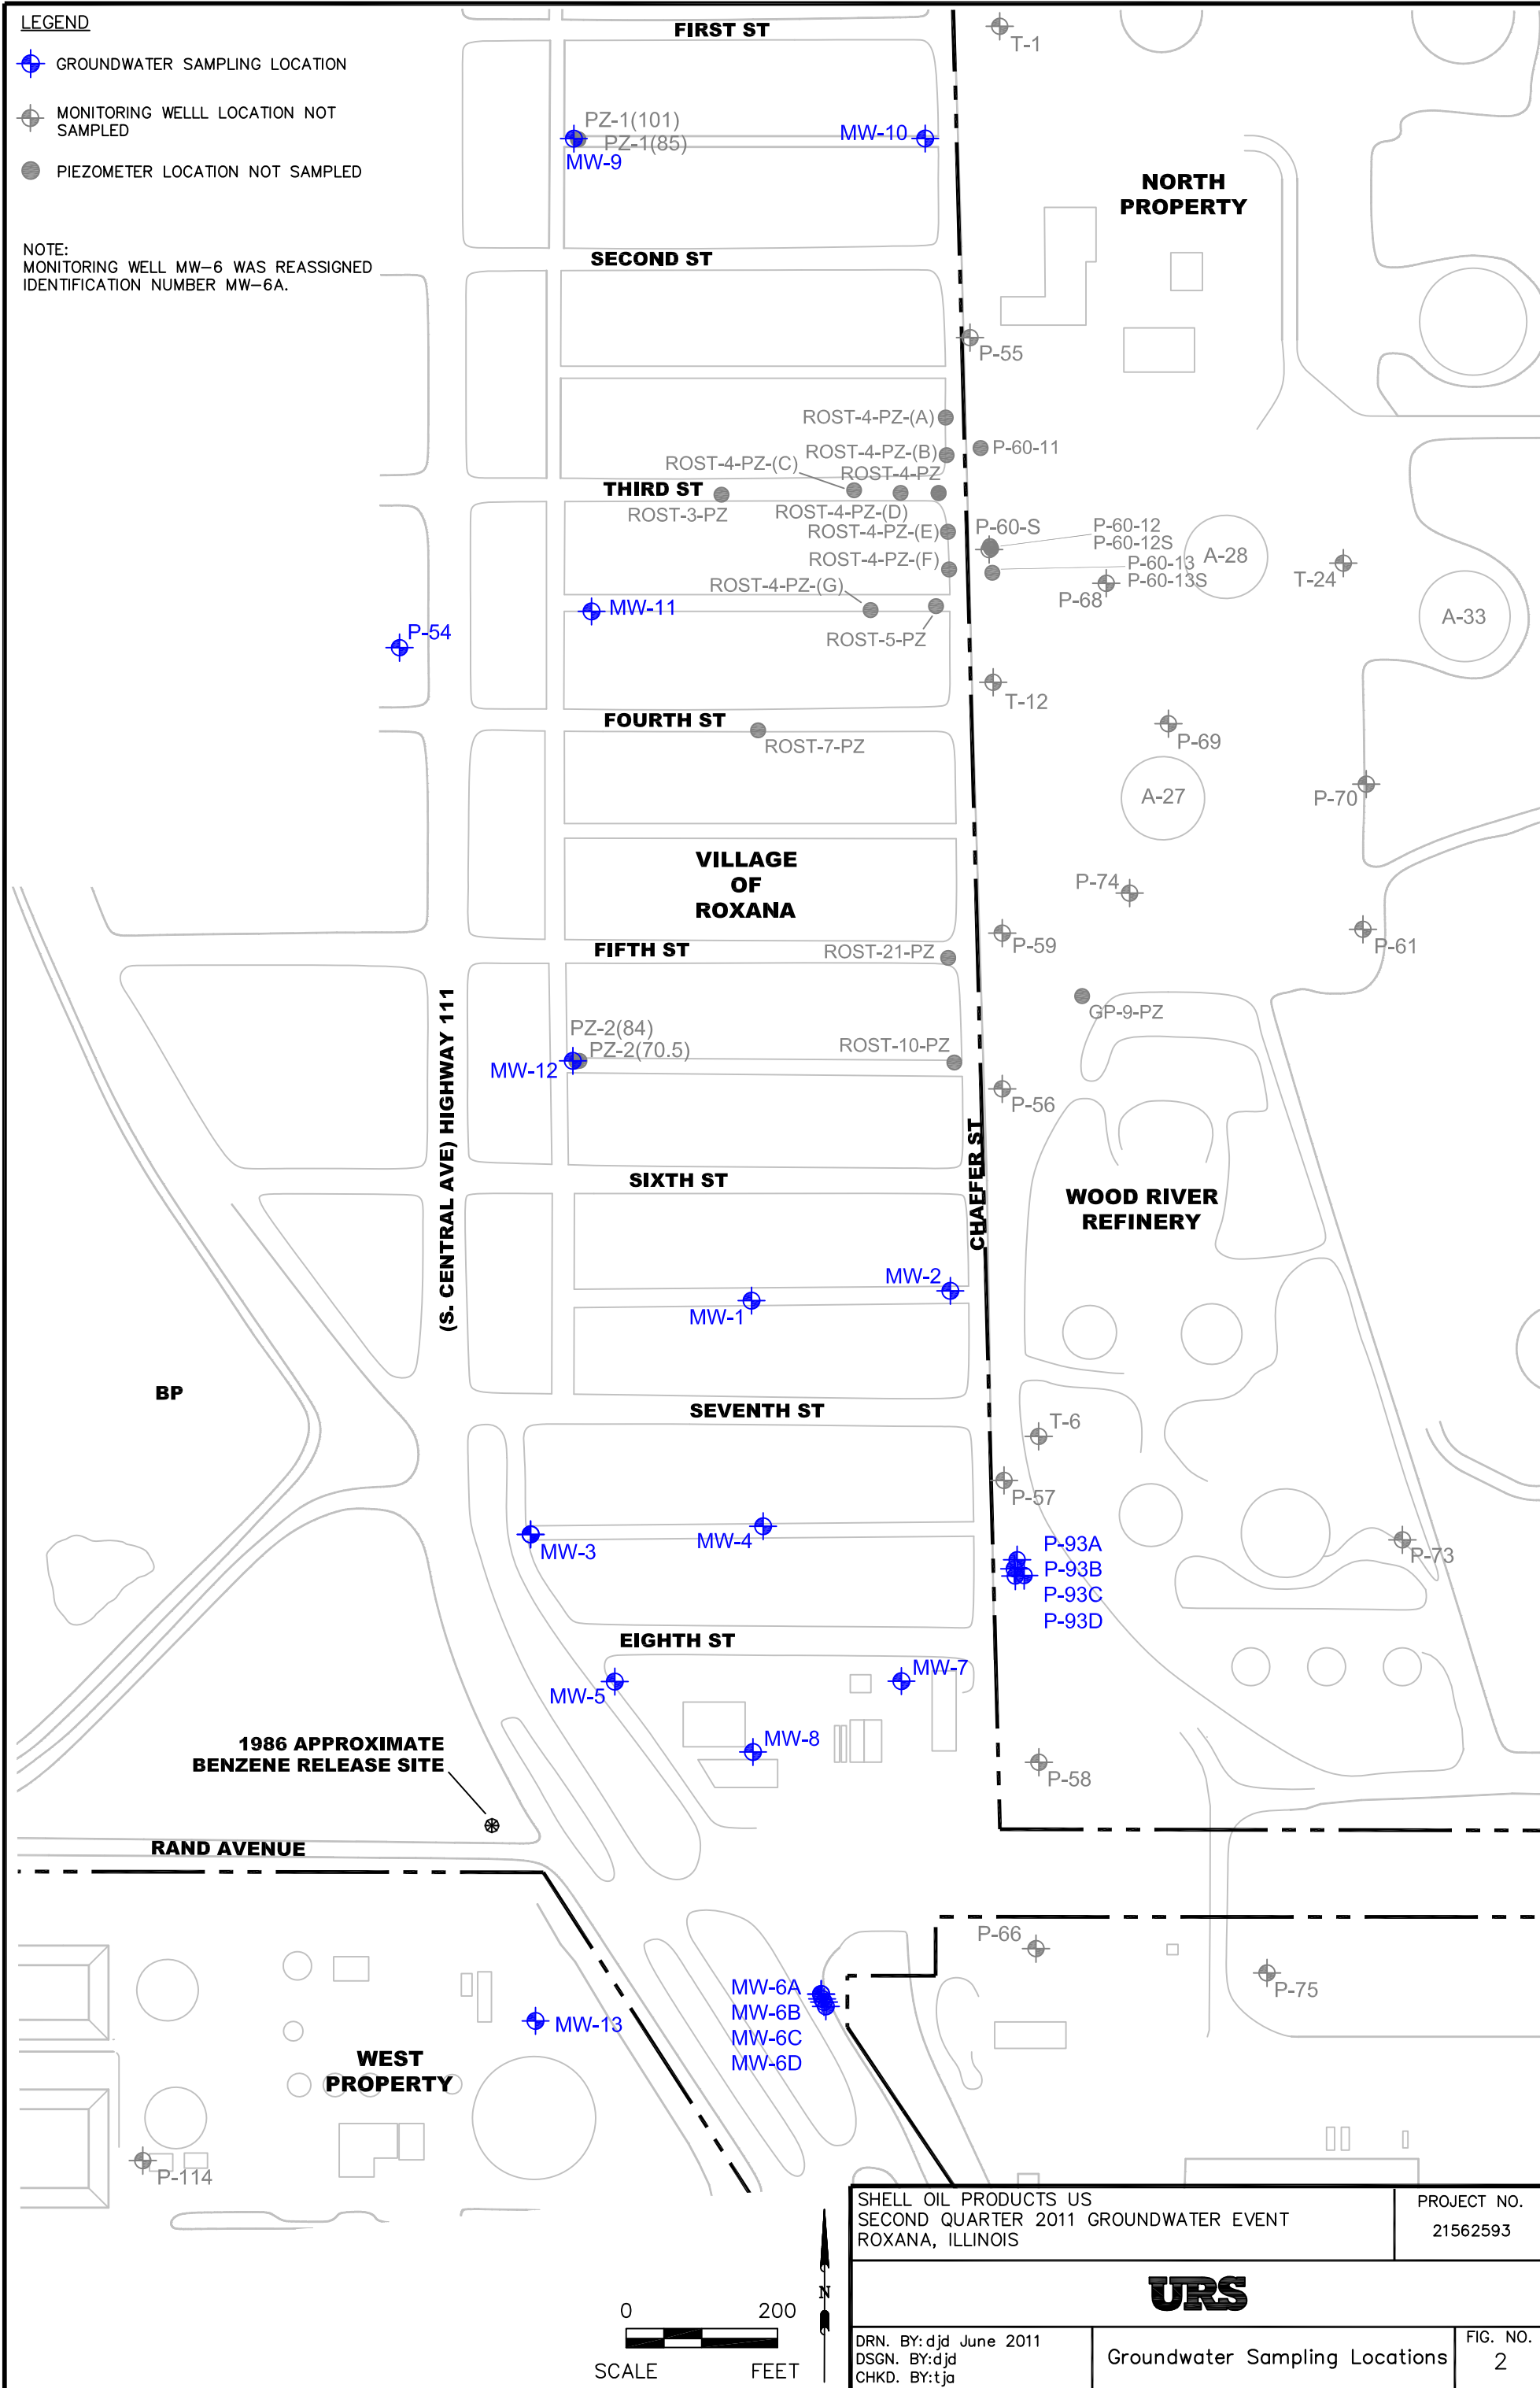 LEGEND
GROUNDWATER SAMPLING LOCATION
MONITORING WELLL LOCATION NOT
SAMPLED
PIEZOMETER LOCATION NOT SAMPLED
NOTE:
MONITORING WELL MW-6 WAS REASSIGNED
IDENTIFICATION NUMBER MW-6A.
FIRST ST
T-1
PZ-1(101)
PZ-1(85)
MW-9
MW-10
NORTH
PROPERTY
SECOND ST
P-55
ROST-4-PZ-(A)
ROST-4-PZ-(B)
P-60-11
ROST-4-PZ-(C)
ROST-4-PZ
THIRD ST
ROST-3-PZ
ROST-4-PZ-(D)
ROST-4-PZ-(E)
P-60-S
P-60-12
P-60-12S
P-60-13
P-60-13S
A-28
T-24
ROST-4-PZ-(F)
ROST-4-PZ-(G)
P-68
A-33
MW-11
P-54
ROST-5-PZ
T-12
FOURTH ST
ROST-7-PZ
P-69
A-27
P-70
VILLAGE
OF
ROXANA
P-74
P-59
P-61
FIFTH ST
ROST-21-PZ
GP-9-PZ
PZ-2(84)
PZ-2(70.5)
MW-12
ROST-10-PZ
P-56
(S. CENTRAL AVE) HIGHWAY 111
CHAFFER ST
SIXTH ST
WOOD RIVER
REFINERY
MW-2
MW-1
BP
SEVENTH ST
T-6
P-57
MW-3
MW-4
P-93A
P-93B
P-93C
P-93D
P-73
EIGHTH ST
MW-5
MW-7
MW-8
1986 APPROXIMATE
BENZENE RELEASE SITE
P-58
RAND AVENUE
P-66
P-75
MW-6A
MW-6B
MW-6C
MW-6D
MW-13
WEST
PROPERTY
P-114
SHELL OIL PRODUCTS US
SECOND QUARTER 2011 GROUNDWATER EVENT
ROXANA, ILLINOIS
PROJECT NO.
21562593
URS
0 200
SCALE FEET
N
DRN. BY:djd June 2011
DSGN. BY:djd
CHKD. BY:tja
Groundwater Sampling Locations
FIG. NO.
2